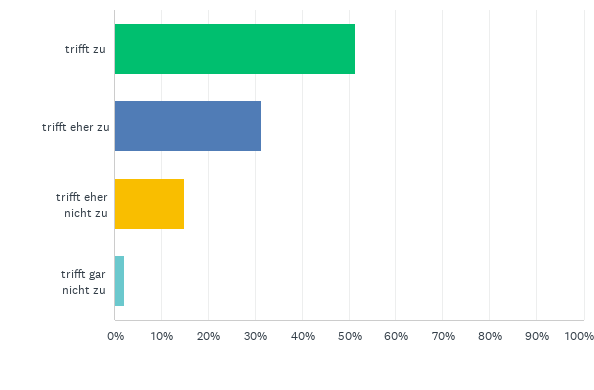 trifft zu
trifft eher zu
trifft eher
nicht zu
trifft gar
nicht zu
0% 10% 20% 30% 40% 50% 60% 70% 80% 90% 100%